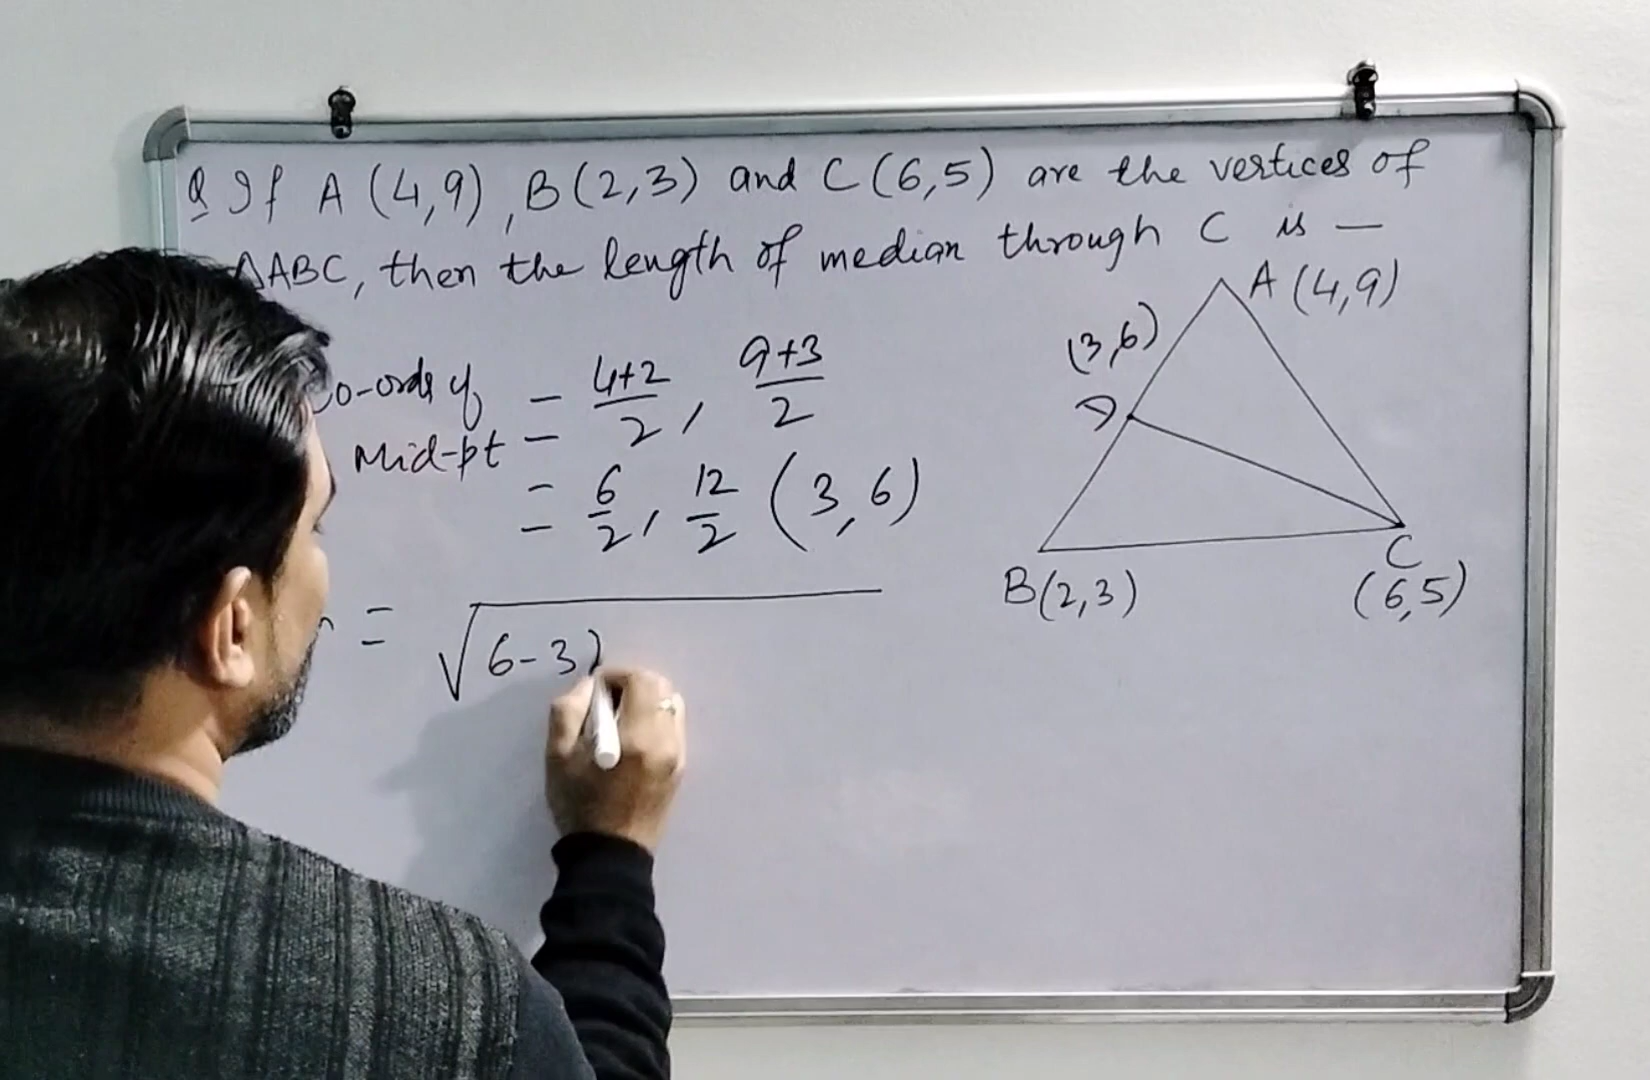 Q If A (4,9), B(2,3) and C (6,5) are the vertices of
△ABC, then the length of median through C is —
A (4,9)
(3,6)
D
B(2,3)
C
(6,5)
co-ords of
Mid-pt = 4+2/2, 9+3/2
= 6/2, 12/2 (3,6)
= √6-3)